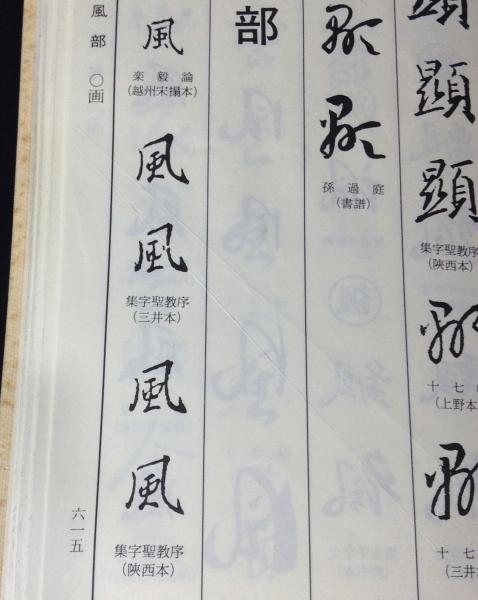 顕
顯
顯
集字聖教序
(陝西本)
十七
(上野本
十七
(三井
顕
顕
孫過庭
(書譜)
部
風
楽毅論
(越州宋搨本)
風
風
集字聖教序
(三井本)
風
風
集字聖教序
(陝西本)
風部 〇画
六一五